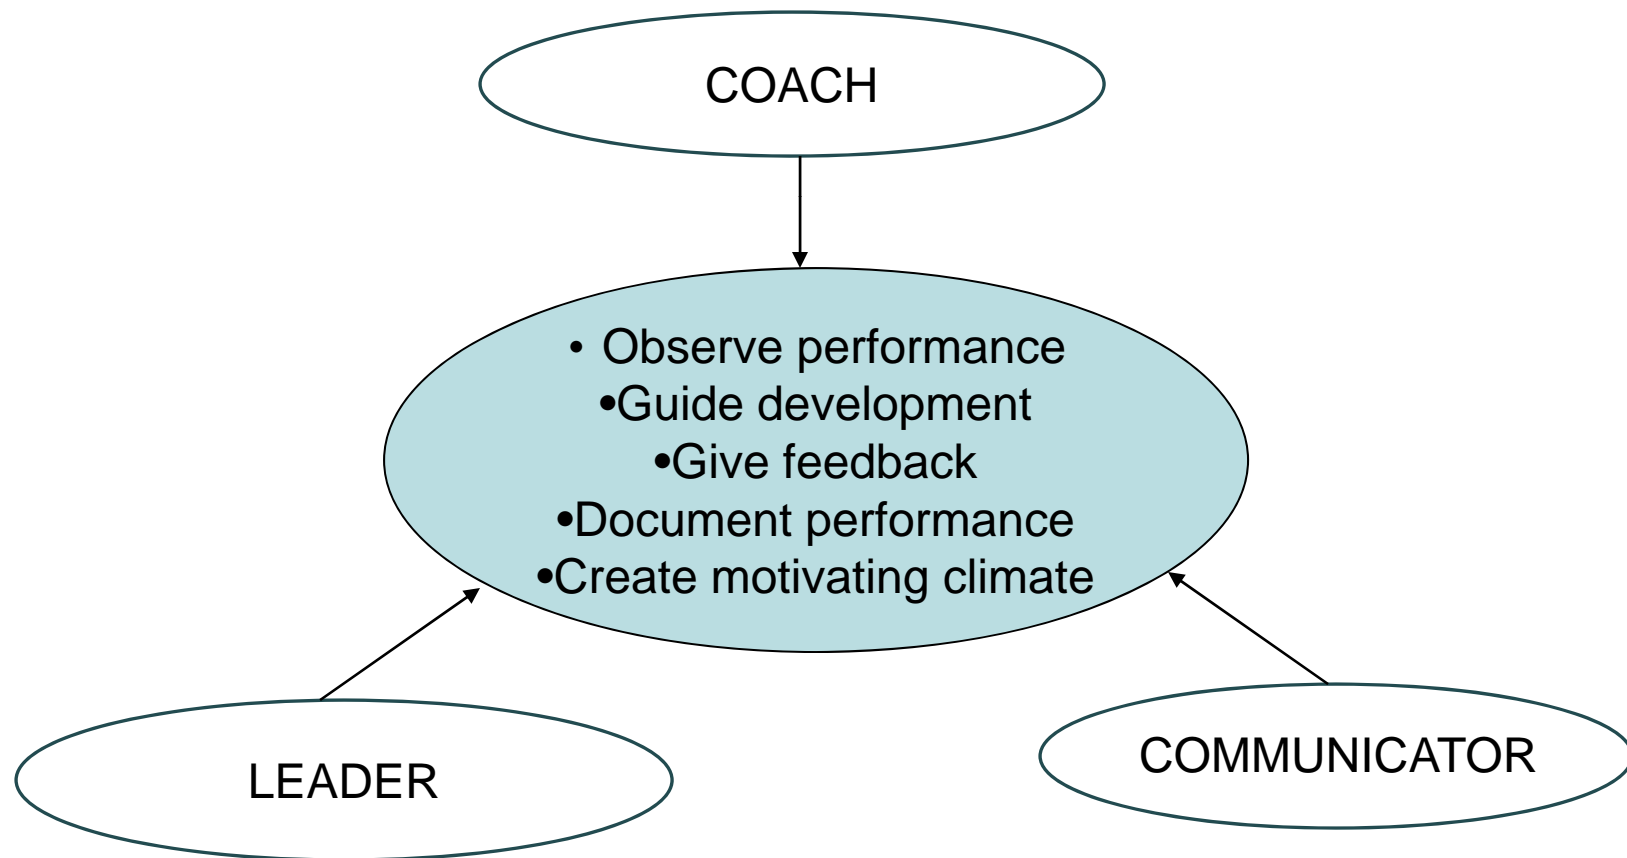 COACH
• Observe performance
•Guide development
•Give feedback
•Document performance
•Create motivating climate
LEADER
COMMUNICATOR